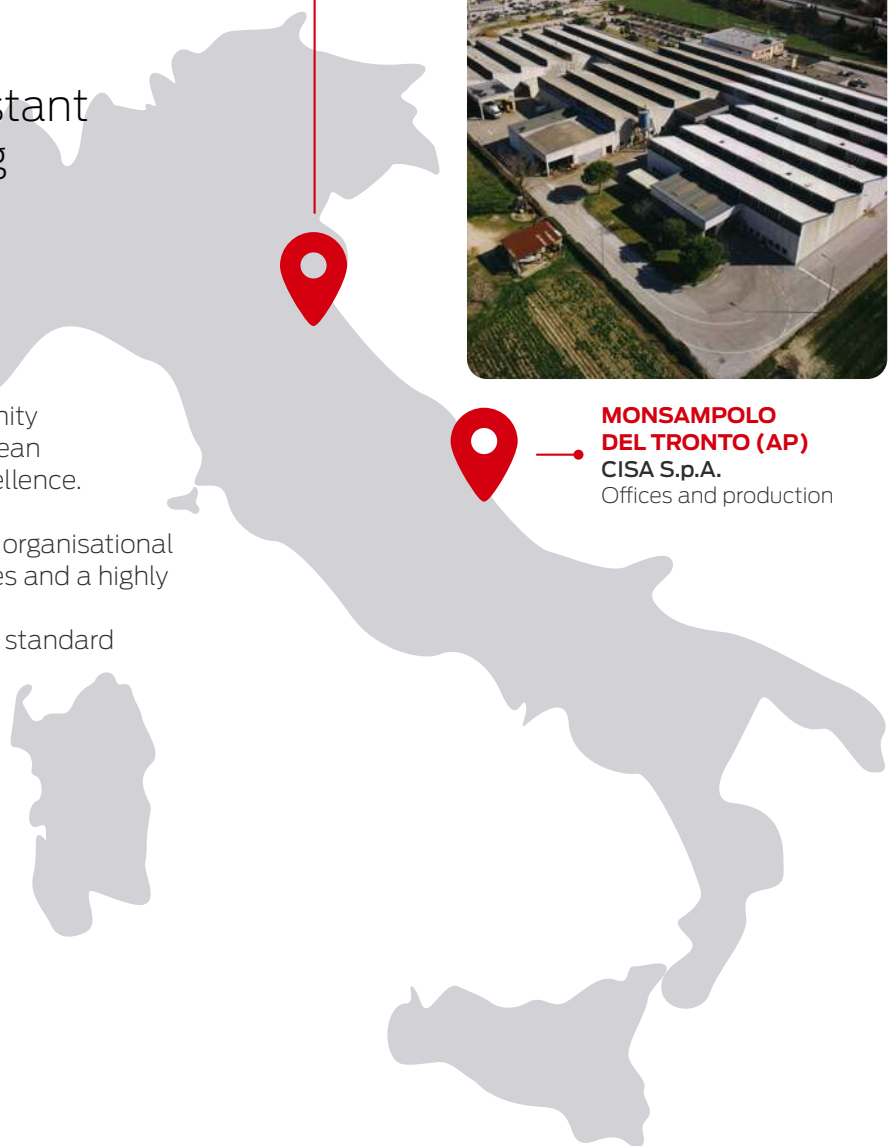 stant
g
nity
ean
ellence.
organisational
es and a highly
standard
MONSAMPOLO
DEL TRONTO (AP)
CISA S.p.A.
Offices and production